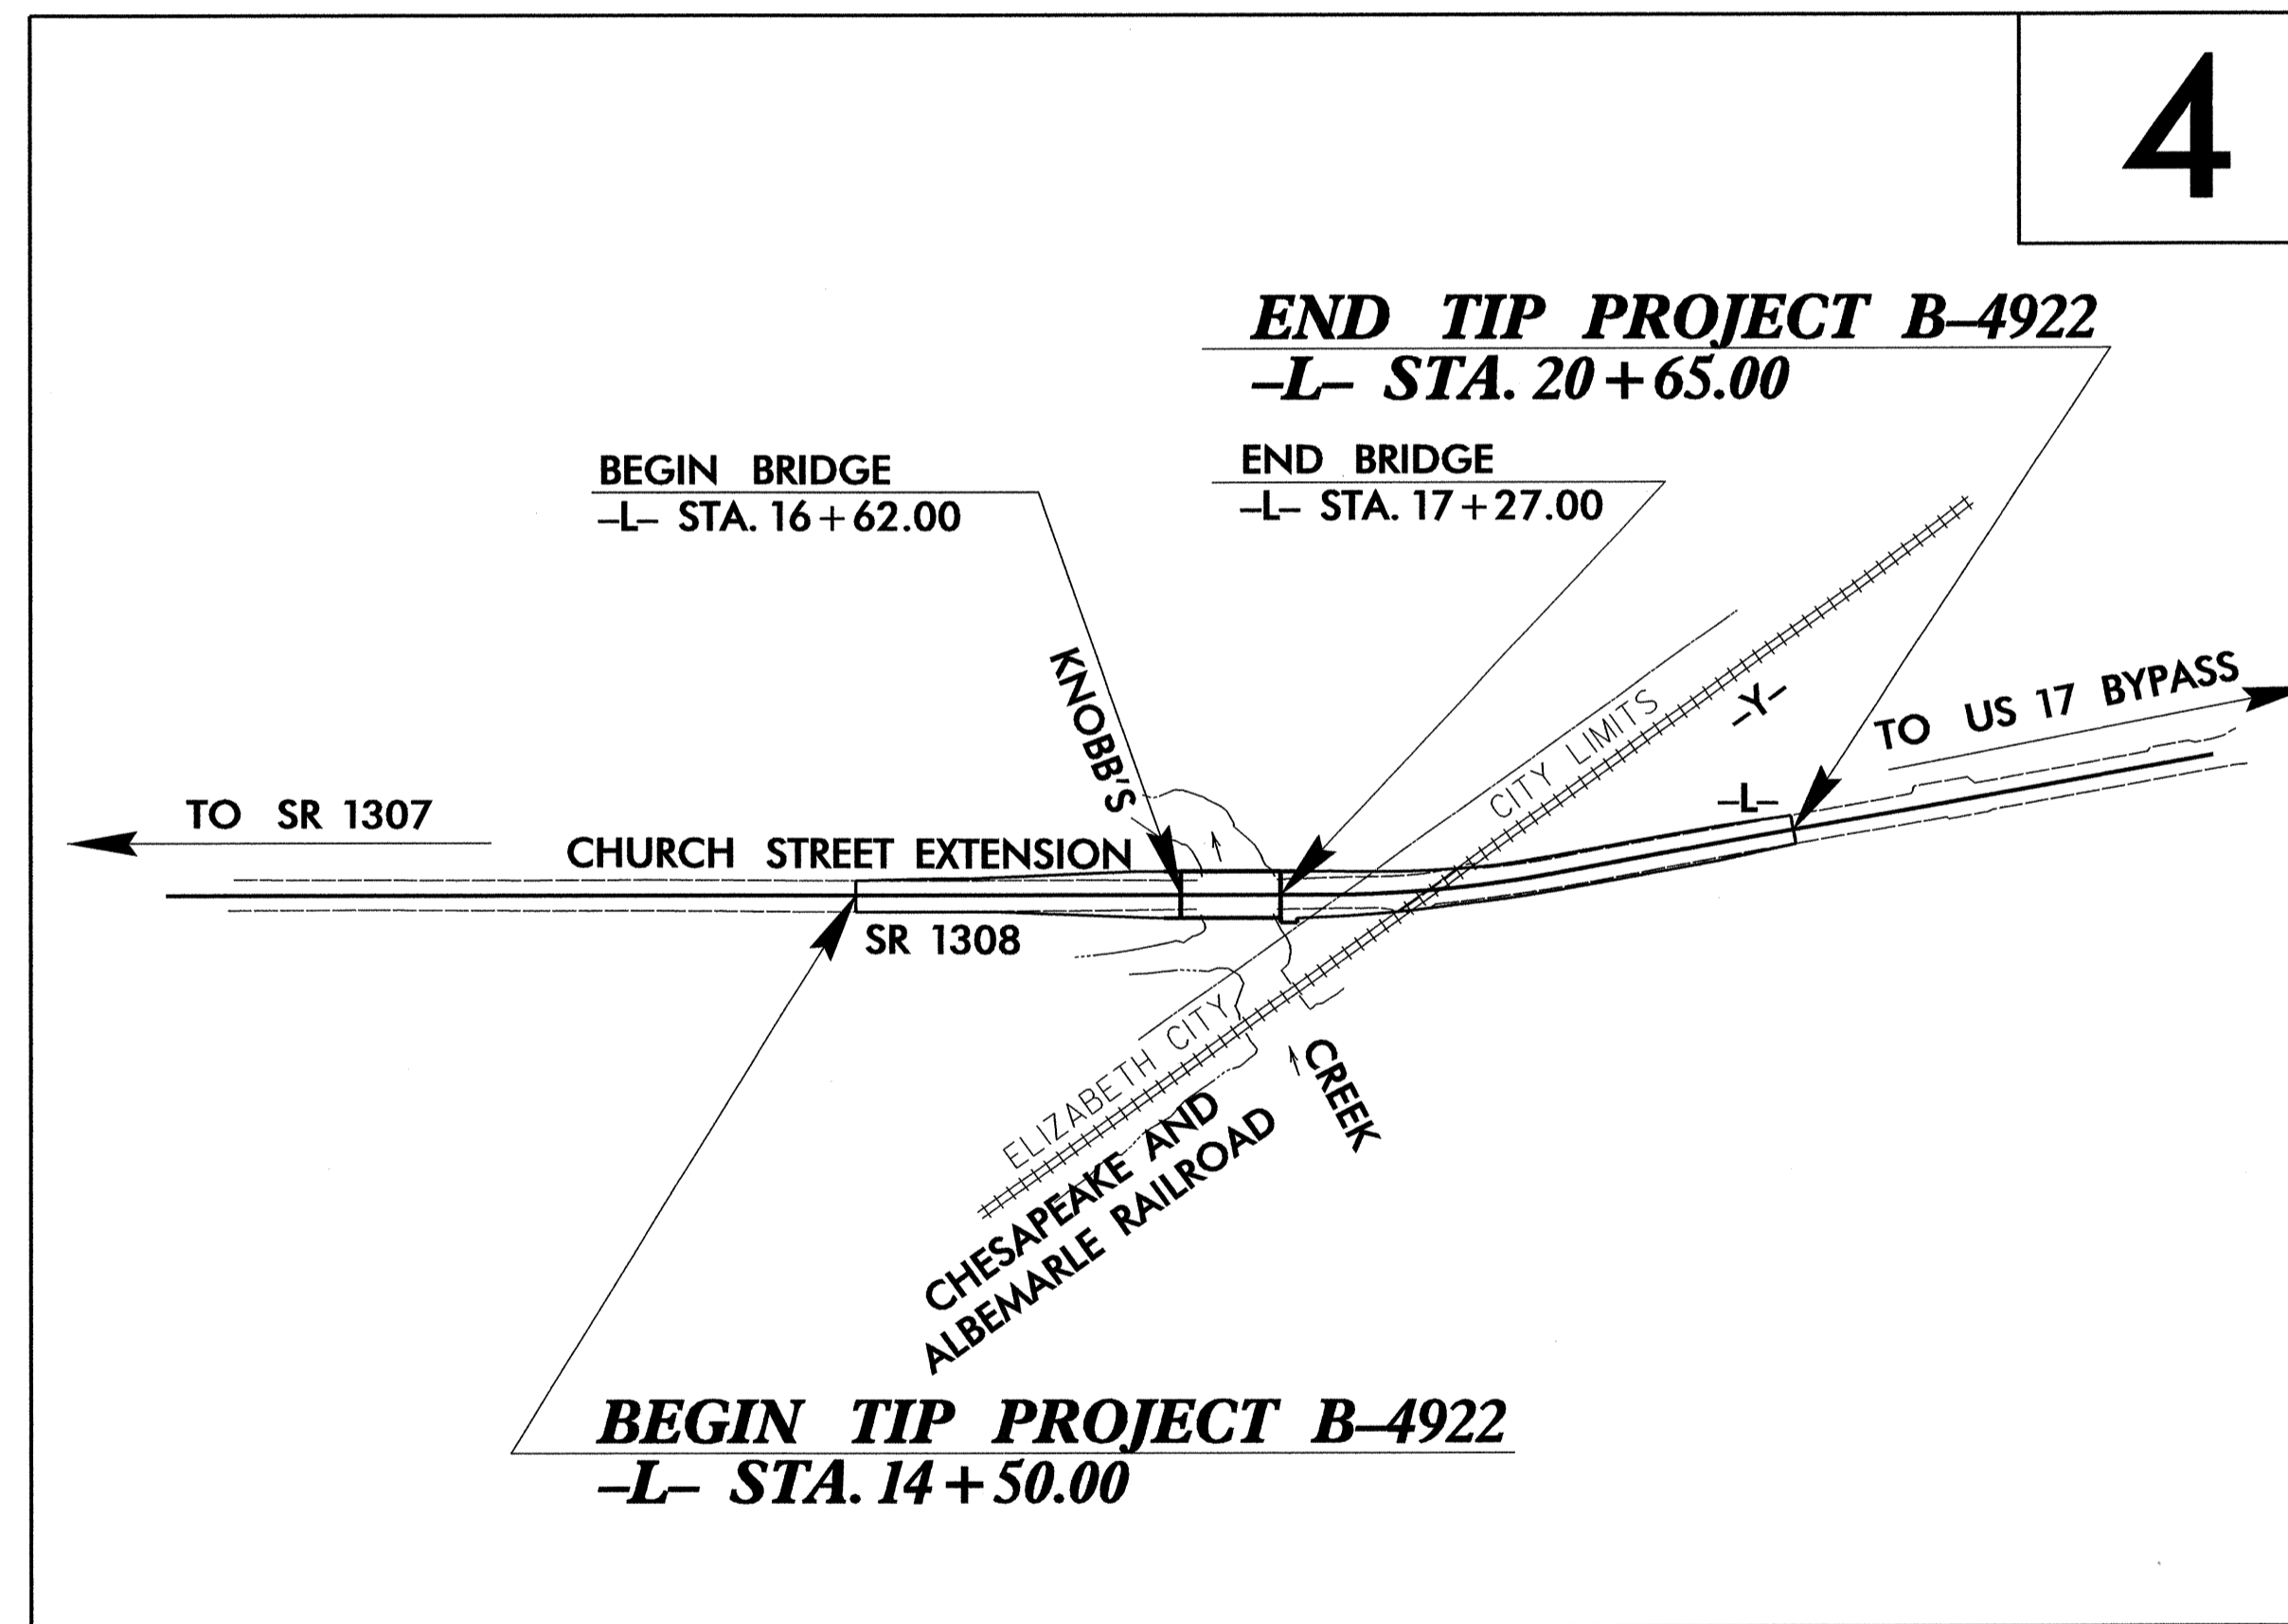 4
END TIP PROJECT B–4922
–L– STA. 20+65.00
BEGIN BRIDGE
–L– STA. 16+62.00
END BRIDGE
–L– STA. 17+27.00
KNOBB'S
CITY LIMITS
–Y–
TO US 17 BYPASS
–L–
TO SR 1307
CHURCH STREET EXTENSION
SR 1308
ELIZABETH CITY
CREEK
CHESAPEAKE AND
ALBEMARLE RAILROAD
BEGIN TIP PROJECT B–4922
–L– STA. 14+50.00